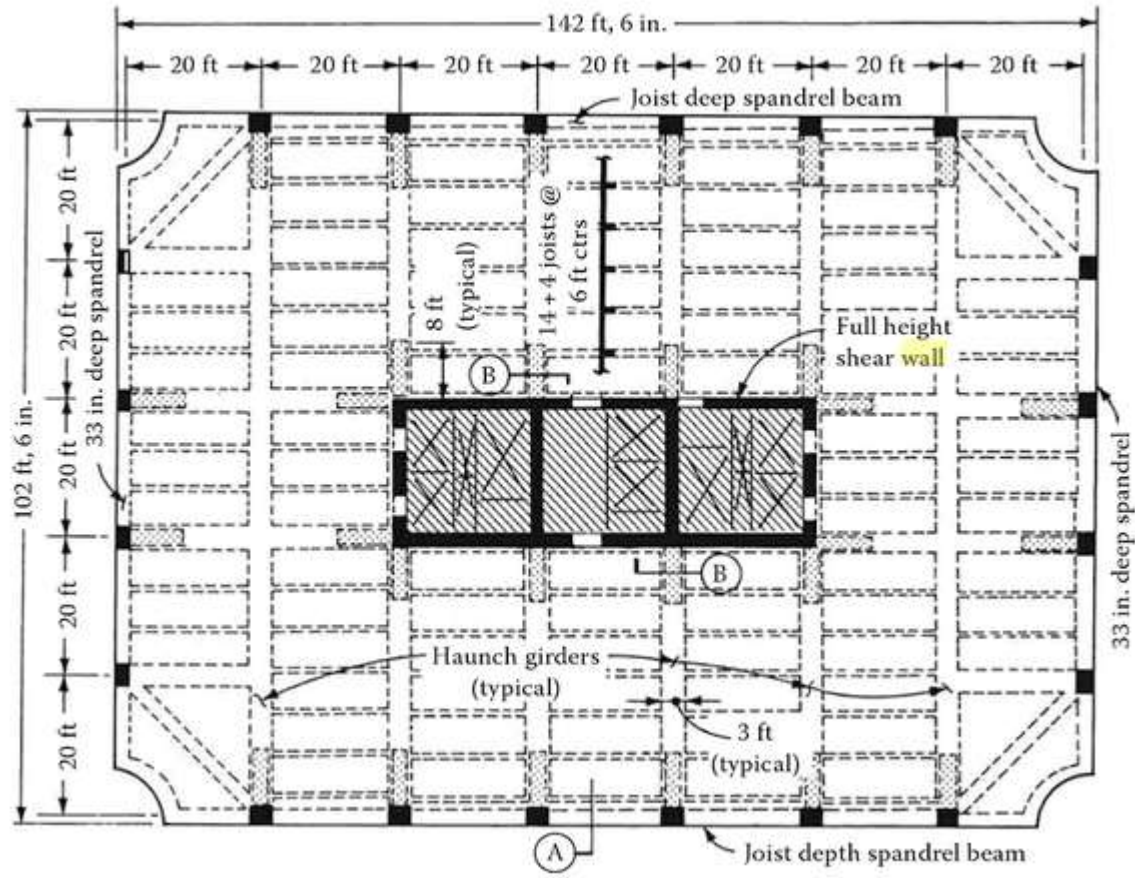 142 ft, 6 in.
20 ft
20 ft
20 ft
20 ft
20 ft
20 ft
20 ft
Joist deep spandrel beam
102 ft, 6 in.
20 ft
20 ft
20 ft
20 ft
20 ft
33 in. deep spandrel
8 ft
(typical)
14 + 4 joists @
6 ft ctrs
B
Full height
shear wall
33 in. deep spandrel
B
Haunch girders
(typical)
3 ft
(typical)
A
Joist depth spandrel beam